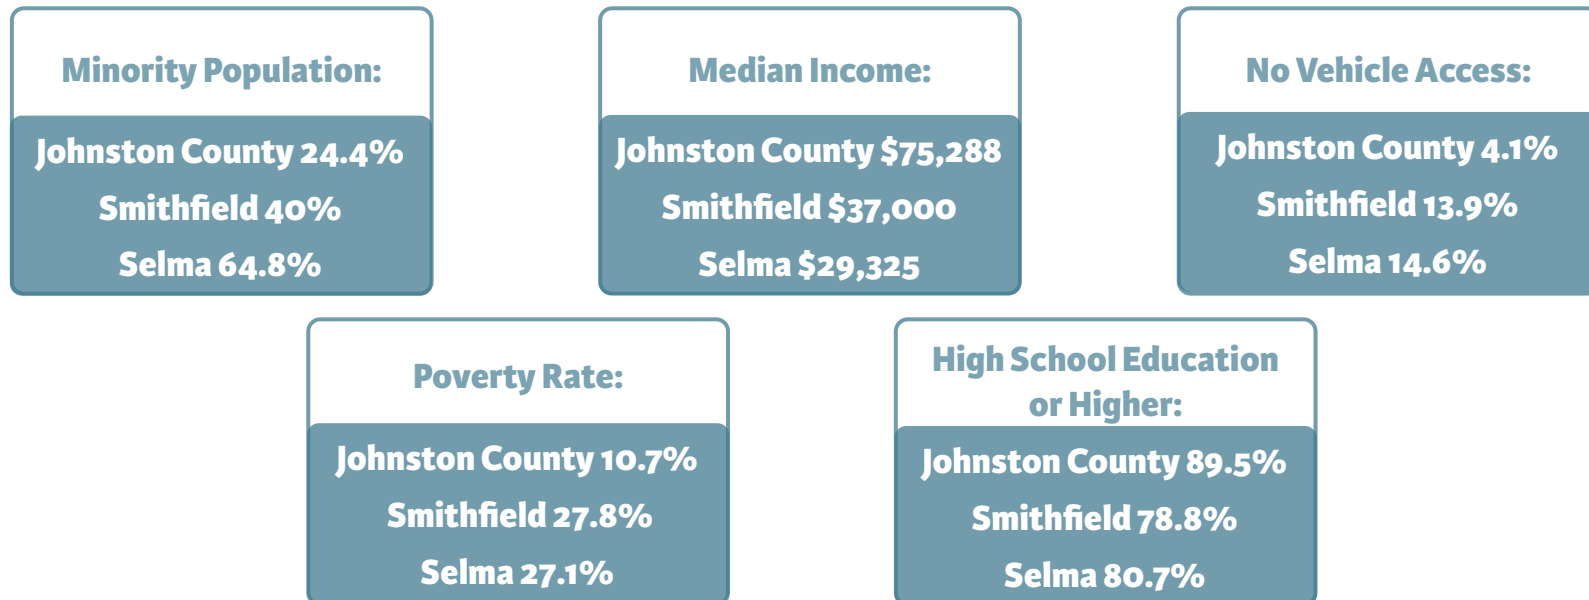 Minority Population:
Johnston County 24.4%
Smithfield 40%
Selma 64.8%
Median Income:
Johnston County $75,288
Smithfield $37,000
Selma $29,325
No Vehicle Access:
Johnston County 4.1%
Smithfield 13.9%
Selma 14.6%
Poverty Rate:
Johnston County 10.7%
Smithfield 27.8%
Selma 27.1%
High School Education
or Higher:
Johnston County 89.5%
Smithfield 78.8%
Selma 80.7%